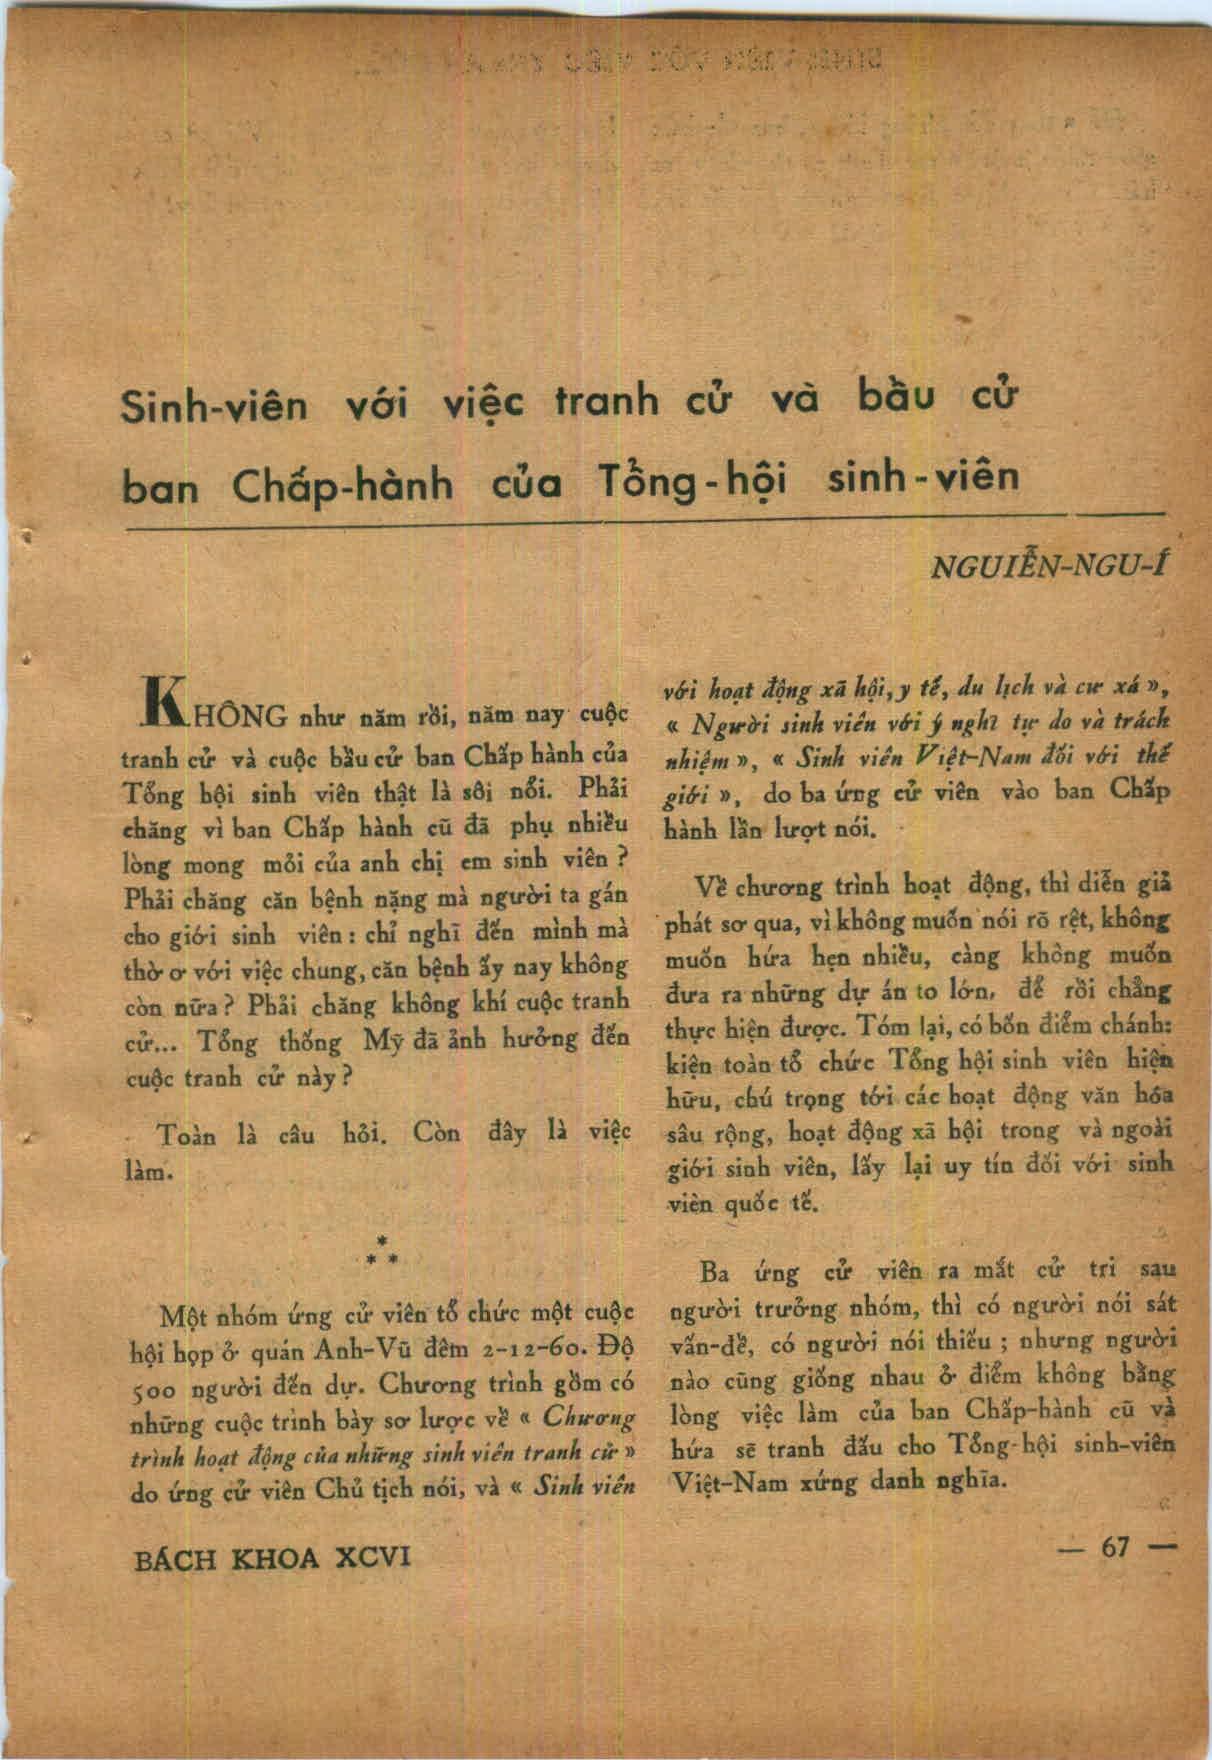 Sinh-viên với việc tranh cử và bầu cử
ban Chấp-hành của Tổng-hội sinh-viên
NGUIỄN-NGU-Í
KHÔNG như năm rồi, năm nay cuộc
tranh cử và cuộc bầu cử ban Chấp hành của
Tổng hội sinh viên thật là sôi nổi. Phải
chăng vì ban Chấp hành cũ đã phụ nhiều
lòng mong mỏi của anh chị em sinh viên ?
Phải chăng căn bệnh nặng mà người ta gán
cho giới sinh viên : chỉ nghĩ đến mình mà
thờ ơ với việc chung, căn bệnh ấy nay không
còn nữa ? Phải chăng không khí cuộc tranh
cử... Tổng thống Mỹ đã ảnh hưởng đến
cuộc tranh cử này ?
Toàn là câu hỏi. Còn đây là việc
làm.
*
* *
Một nhóm ứng cử viên tổ chức một cuộc
hội họp ở quán Anh-Vũ đêm 2-12-60. Độ
500 người đến dự. Chương trình gồm có
những cuộc trình bày sơ lược về « Chương
trình hoạt động của những sinh viên tranh cử »
do ứng cử viên Chủ tịch nói, và « Sinh viên
với hoạt động xã hội, y tế, du lịch và cư xá »,
« Người sinh viên với ý nghĩ tự do và trách
nhiệm », « Sinh viên Việt-Nam đối với thế
giới », do ba ứng cử viên vào ban Chấp
hành lần lượt nói.
Về chương trình hoạt động, thì diễn giả
phát sơ qua, vì không muốn nói rõ rệt, không
muốn hứa hẹn nhiều, càng không muốn
đưa ra những dự án to lớn, để rồi chẳng
thực hiện được. Tóm lại, có bốn điểm chánh:
kiện toàn tổ chức Tổng hội sinh viên hiện
hữu, chú trọng tới các hoạt động văn hóa
sâu rộng, hoạt động xã hội trong và ngoài
giới sinh viên, lấy lại uy tín đối với sinh
viên quốc tế.
Ba ứng cử viên ra mắt cử tri sau
người trưởng nhóm, thì có người nói sát
vấn-đề, có người nói thiếu ; nhưng người
nào cũng giống nhau ở điểm không bằng
lòng việc làm của ban Chấp-hành cũ và
hứa sẽ tranh đấu cho Tổng-hội sinh-viên
Việt-Nam xứng danh nghĩa.
BÁCH KHOA XCVI
— 67 —